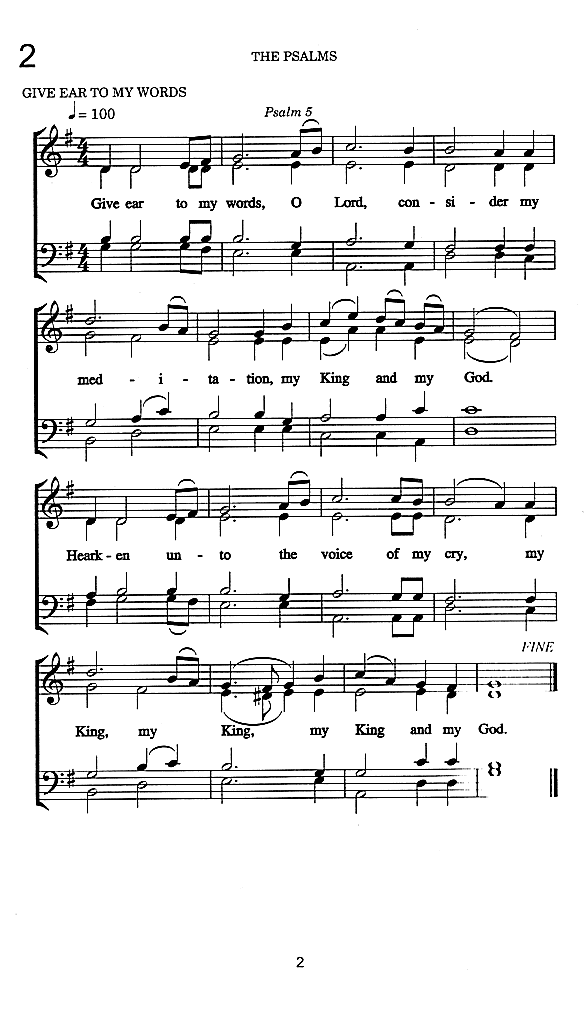 2
THE PSALMS
GIVE EAR TO MY WORDS
♩= 100
Psalm 5
Give ear to my words, O Lord, con - si - der my
med - i - ta - tion, my King and my God.
Heark - en un - to the voice of my cry, my
FINE
King, my King, my King and my God.
2